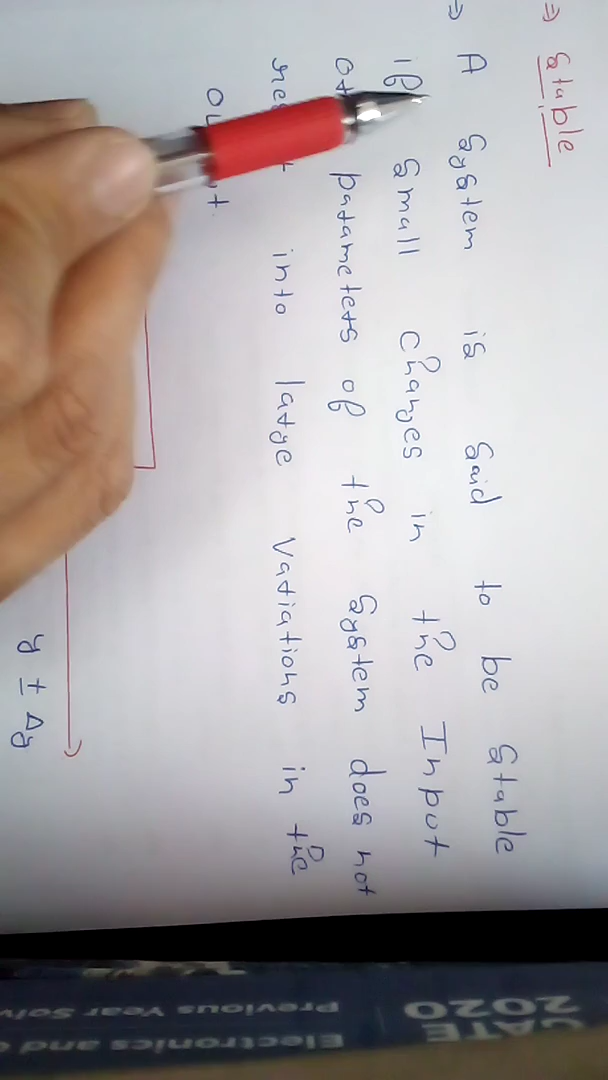 ⇒ Stable
⇒ A System is Said to be Stable
if Small changes in the Input
parameters of the System does not
into large Variations in the
y ± Δy
GATE
2020
Previous Year Solv
Electronics and